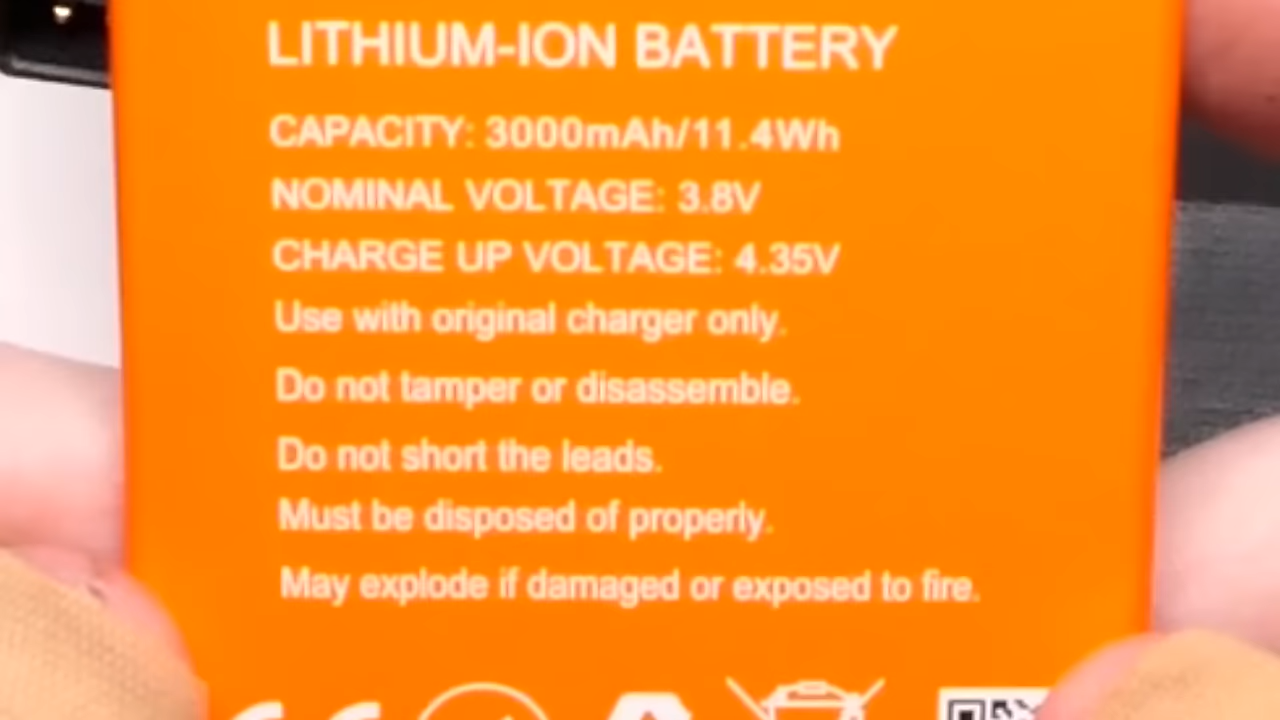 LITHIUM-ION BATTERY
CAPACITY: 3000mAh/11.4Wh
NOMINAL VOLTAGE: 3.8V
CHARGE UP VOLTAGE: 4.35V
Use with original charger only.
Do not tamper or disassemble.
Do not short the leads.
Must be disposed of properly.
May explode if damaged or exposed to fire.